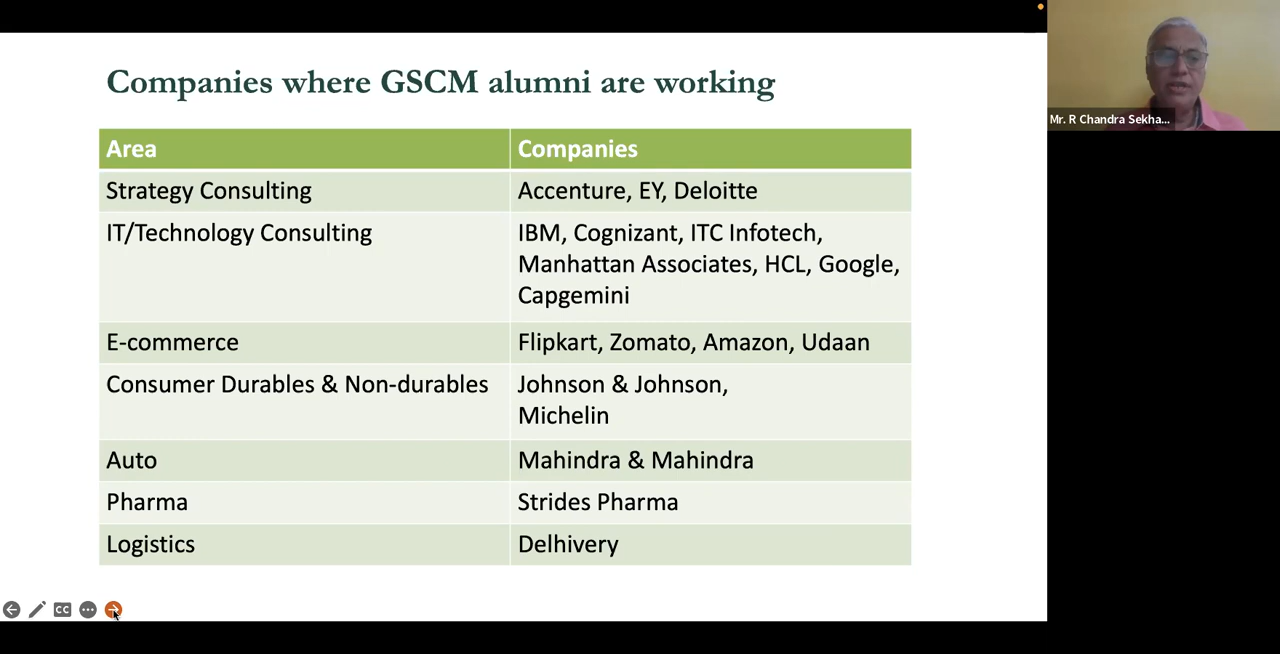 Companies where GSCM alumni are working
Area
Companies
Strategy Consulting
Accenture, EY, Deloitte
IT/Technology Consulting
IBM, Cognizant, ITC Infotech,
Manhattan Associates, HCL, Google,
Capgemini
E-commerce
Flipkart, Zomato, Amazon, Udaan
Consumer Durables & Non-durables
Johnson & Johnson,
Michelin
Auto
Mahindra & Mahindra
Pharma
Strides Pharma
Logistics
Delhivery
Mr. R Chandra Sekha...
CC